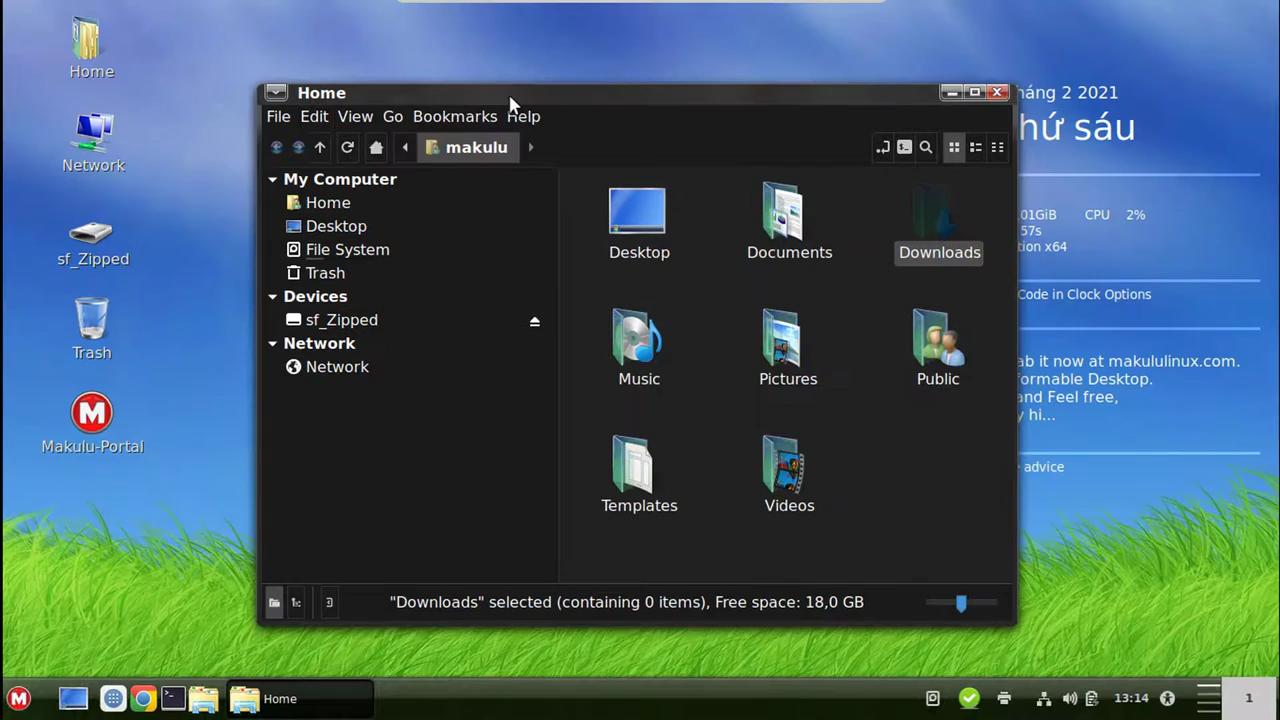 Home
Network
sf_Zipped
Trash
Makulu-Portal
Home
File Edit View Go Bookmarks Help
makulu
My Computer
Home
Desktop
File System
Trash
Devices
sf_Zipped
Network
Network
Desktop
Documents
Downloads
Music
Pictures
Public
Templates
Videos
"Downloads" selected (containing 0 items), Free space: 18,0 GB
háng 2 2021
hứ sáu
01GiB CPU 2%
57s
tion x64
Code in Clock Options
ab it now at makululinux.com.
formable Desktop.
and Feel free,
y hi...
e advice
M
Home
13:14
1